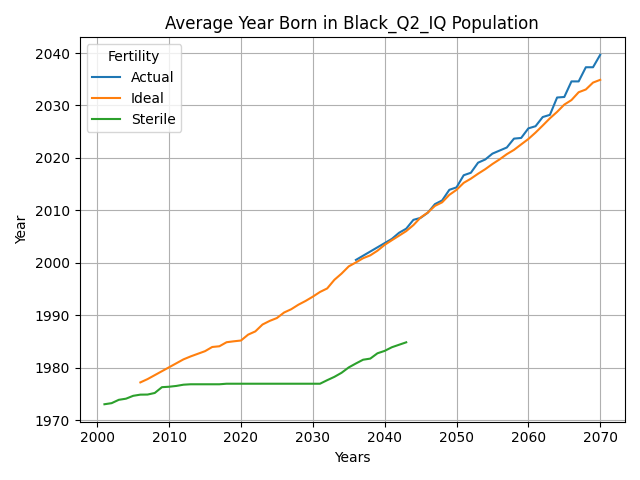 Average Year Born in Black_Q2_IQ Population
Fertility
Actual
Ideal
Sterile
2040
2030
2020
2010
2000
1990
1980
1970
Year
2000 2010 2020 2030 2040 2050 2060 2070
Years